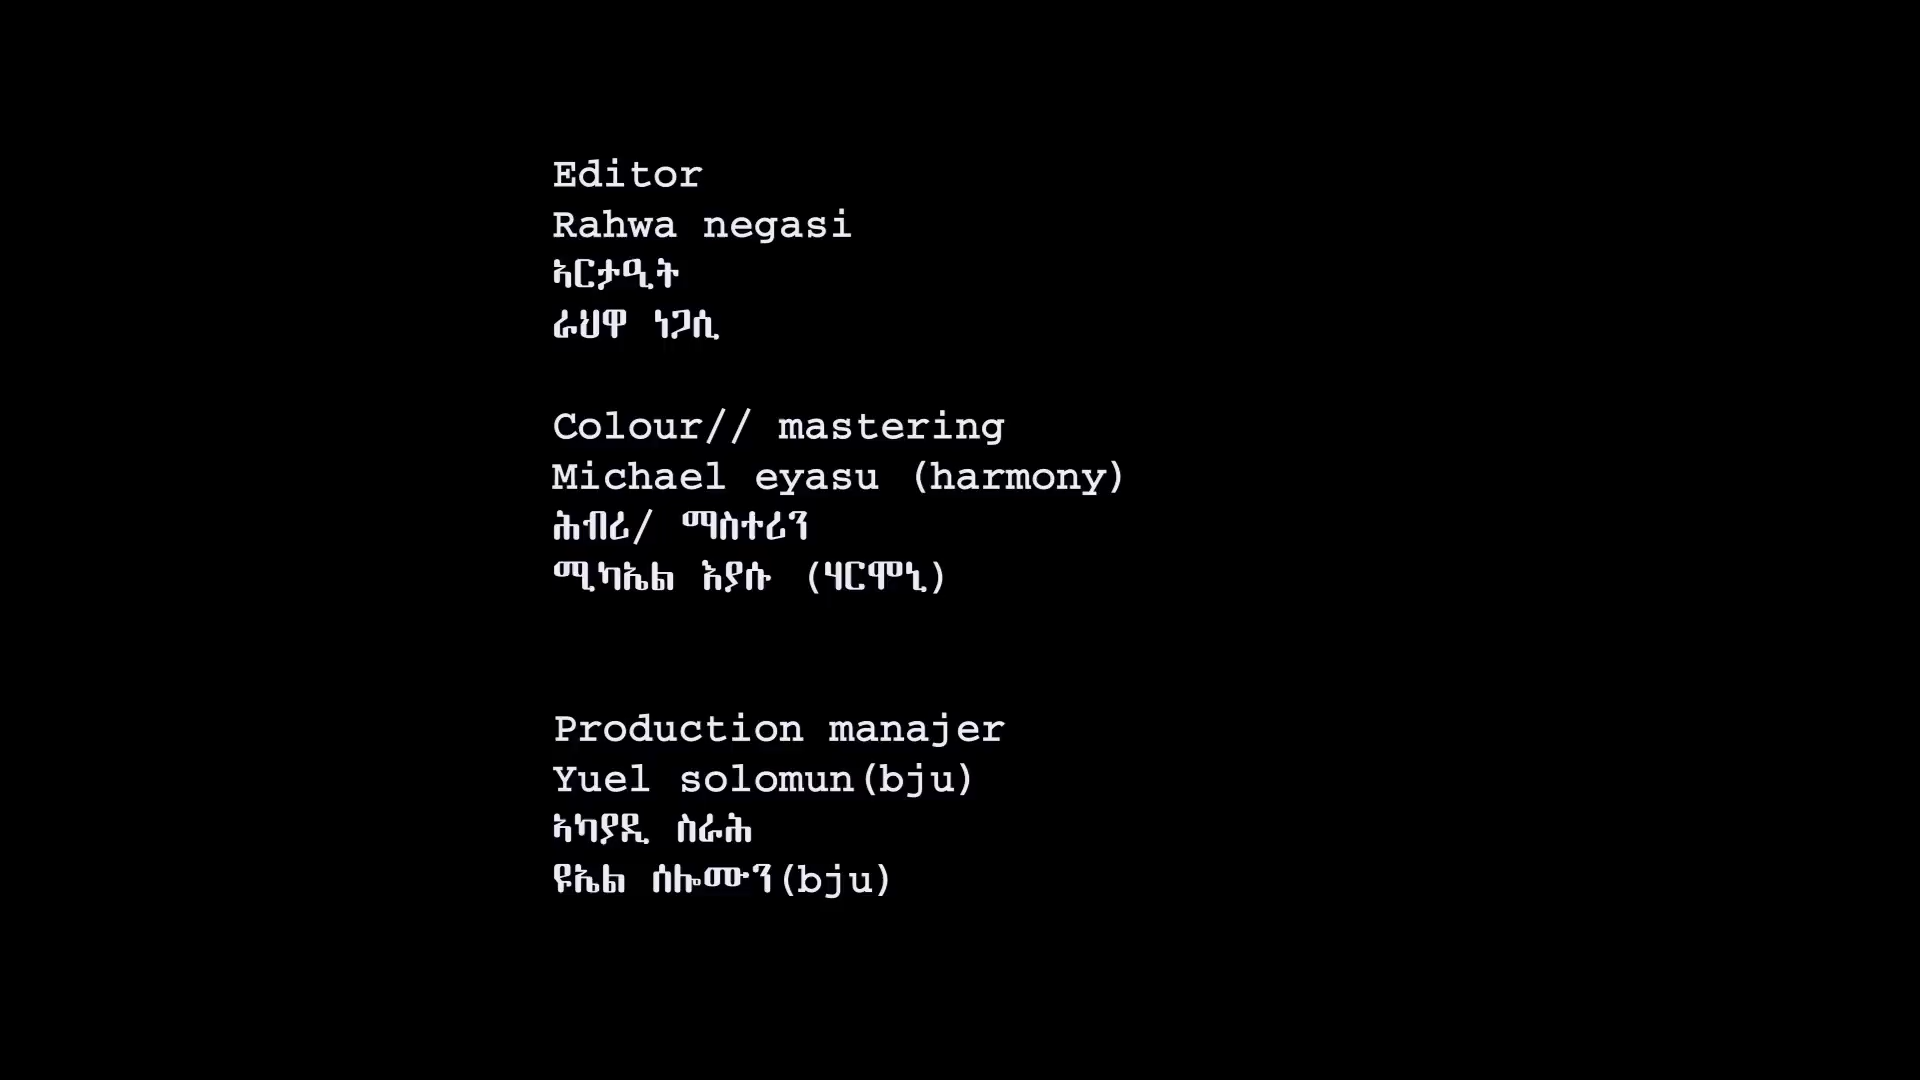 Editor
Rahwa negasi
ኣርታዒት
ራህዋ ነጋሲ
Colour// mastering
Michael eyasu (harmony)
ሕብሪ/ ማስተሪን
ሚካኤል እያሱ (ሃርሞኒ)
Production manajer
Yuel solomun(bju)
ኣካያዲ ስራሕ
ዩኤል ሰሎሙን(bju)